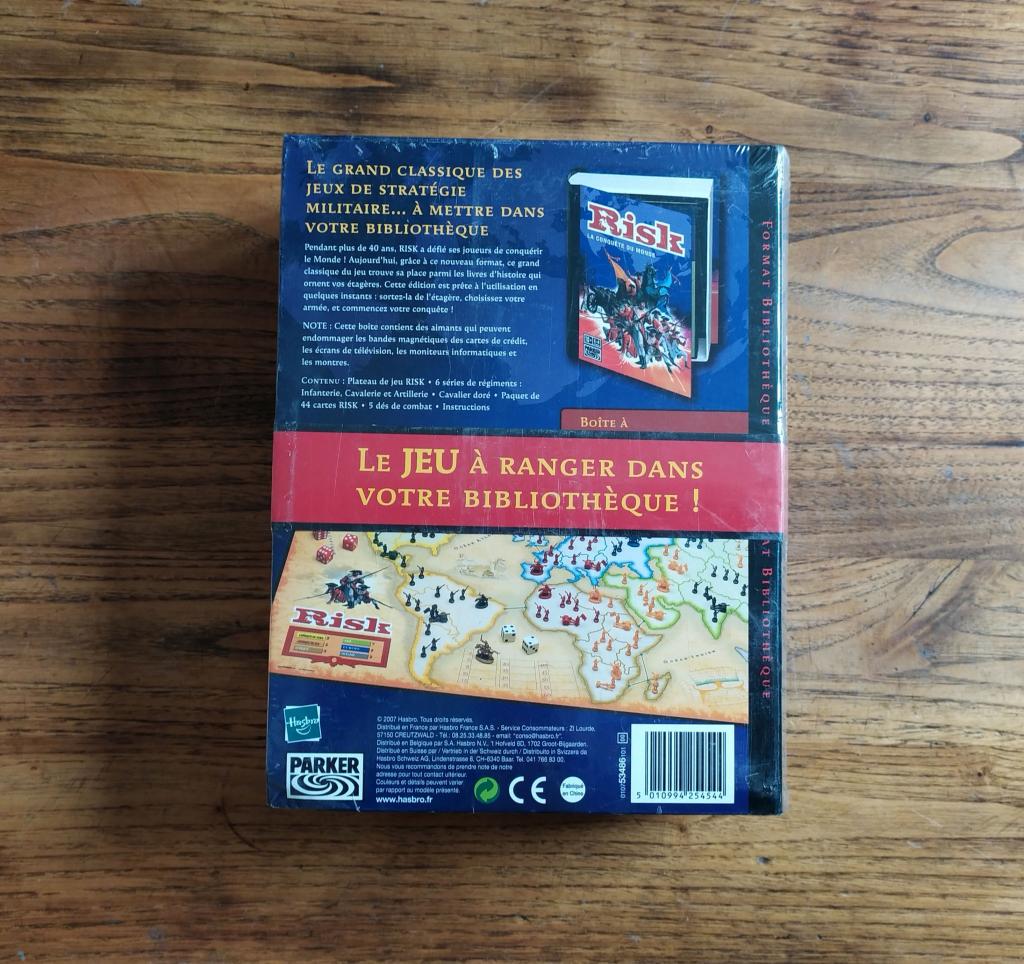 LE GRAND CLASSIQUE DES
JEUX DE STRATÉGIE
MILITAIRE... À METTRE DANS
VOTRE BIBLIOTHÈQUE
Pendant plus de 40 ans, RISK a défié ses joueurs de conquérir
le Monde ! Aujourd'hui, grâce à ce nouveau format, ce grand
classique du jeu trouve sa place parmi les livres d'histoire qui
ornent vos étagères. Cette édition est prête à l'utilisation en
quelques instants : sortez-la de l'étagère, choisissez votre
armée, et commencez votre conquête !
NOTE : Cette boîte contient des aimants qui peuvent
endommager les bandes magnétiques des cartes de crédit,
les écrans de télévision, les moniteurs informatiques et
les montres.
CONTENU : Plateau de jeu RISK • 6 séries de régiments :
Infanterie, Cavalerie et Artillerie • Cavalier doré • Paquet de
44 cartes RISK • 5 dés de combat • Instructions
Risk
LA CONQUÊTE DU MONDE
PARKER
FORMAT BIBLIOTHÈQUE
BOÎTE À
LE JEU À RANGER DANS
VOTRE BIBLIOTHÈQUE !
AT BIBLIOTHÈQUE
Risk
Hasbro
PARKER
© 2007 Hasbro. Tous droits réservés.
Distribué en France par Hasbro France S.A.S. - Service Consommateurs : ZI Lourde,
57150 CREUTZWALD - Tél.: 08.25.33.48.85 - email: "conso@hasbro.fr".
Distribué en Belgique par S.A. Hasbro N.V., 't Hofveld 6D, 1702 Groot-Bijgaarden.
Distribué en Suisse par / Vertrieb in der Schweiz durch / Distribuito in Svizzera da
Hasbro Schweiz AG, Lindenstrasse 8, CH-6340 Baar. Tel. 041 766 83 00.
Nous vous recommandons de prendre note de notre
adresse pour tout contact ultérieur.
Couleurs et détails peuvent varier
par rapport au modèle présenté.
www.hasbro.fr
CE
Fabriqué
en Chine
010753486101
5 010994 254544